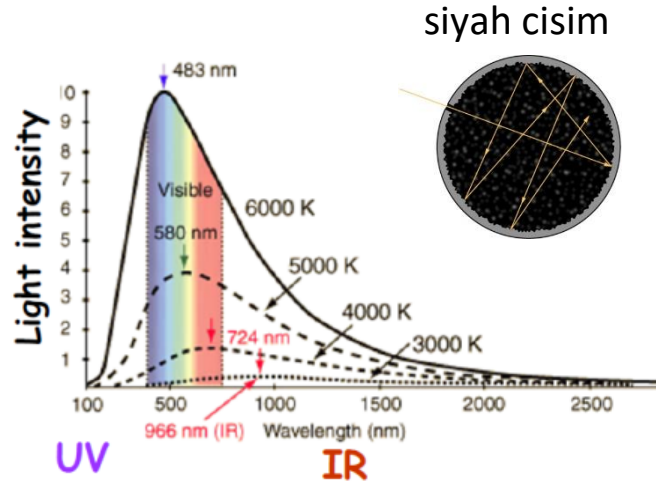 siyah cisim
483 nm
10
9
8
7
6
5
4
3
2
1
Light intensity
Visible
6000 K
580 nm
5000 K
4000 K
724 nm
3000 K
100
500
1000
1500
2000
2500
966 nm (IR)
Wavelength (nm)
UV
IR